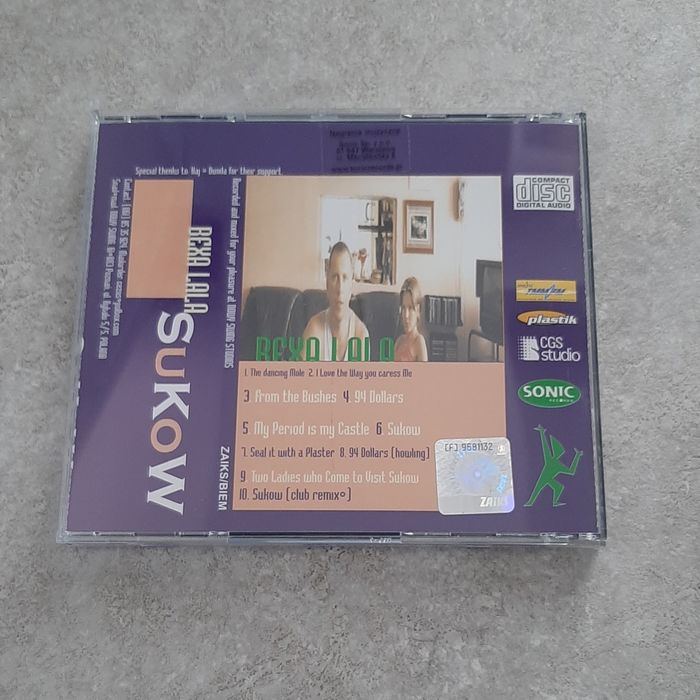 Special thenks to Naj & Dunda for their support.
COMPACT
disc
DIGITAL AUDIO
BEXA LALA
SuKoW
ZAIKS/BIEM
Recorded and mixed for your pleasure at
STUDIOS
BEXA LALA
1. The dancing Mole 2. I Love the Way you caress Me
3 From the Bushes 4. 94 Dollars
5 My Period is my Castle 6 Sukow
7. Seal it with a Plaster 8. 94 Dollars (howling)
9 Two Ladies who Come to Visit Sukow
10. Sukow (club remix)
(F) 9681132
ZAIKS
plastik
CGS
studio
SONIC
RECORDS